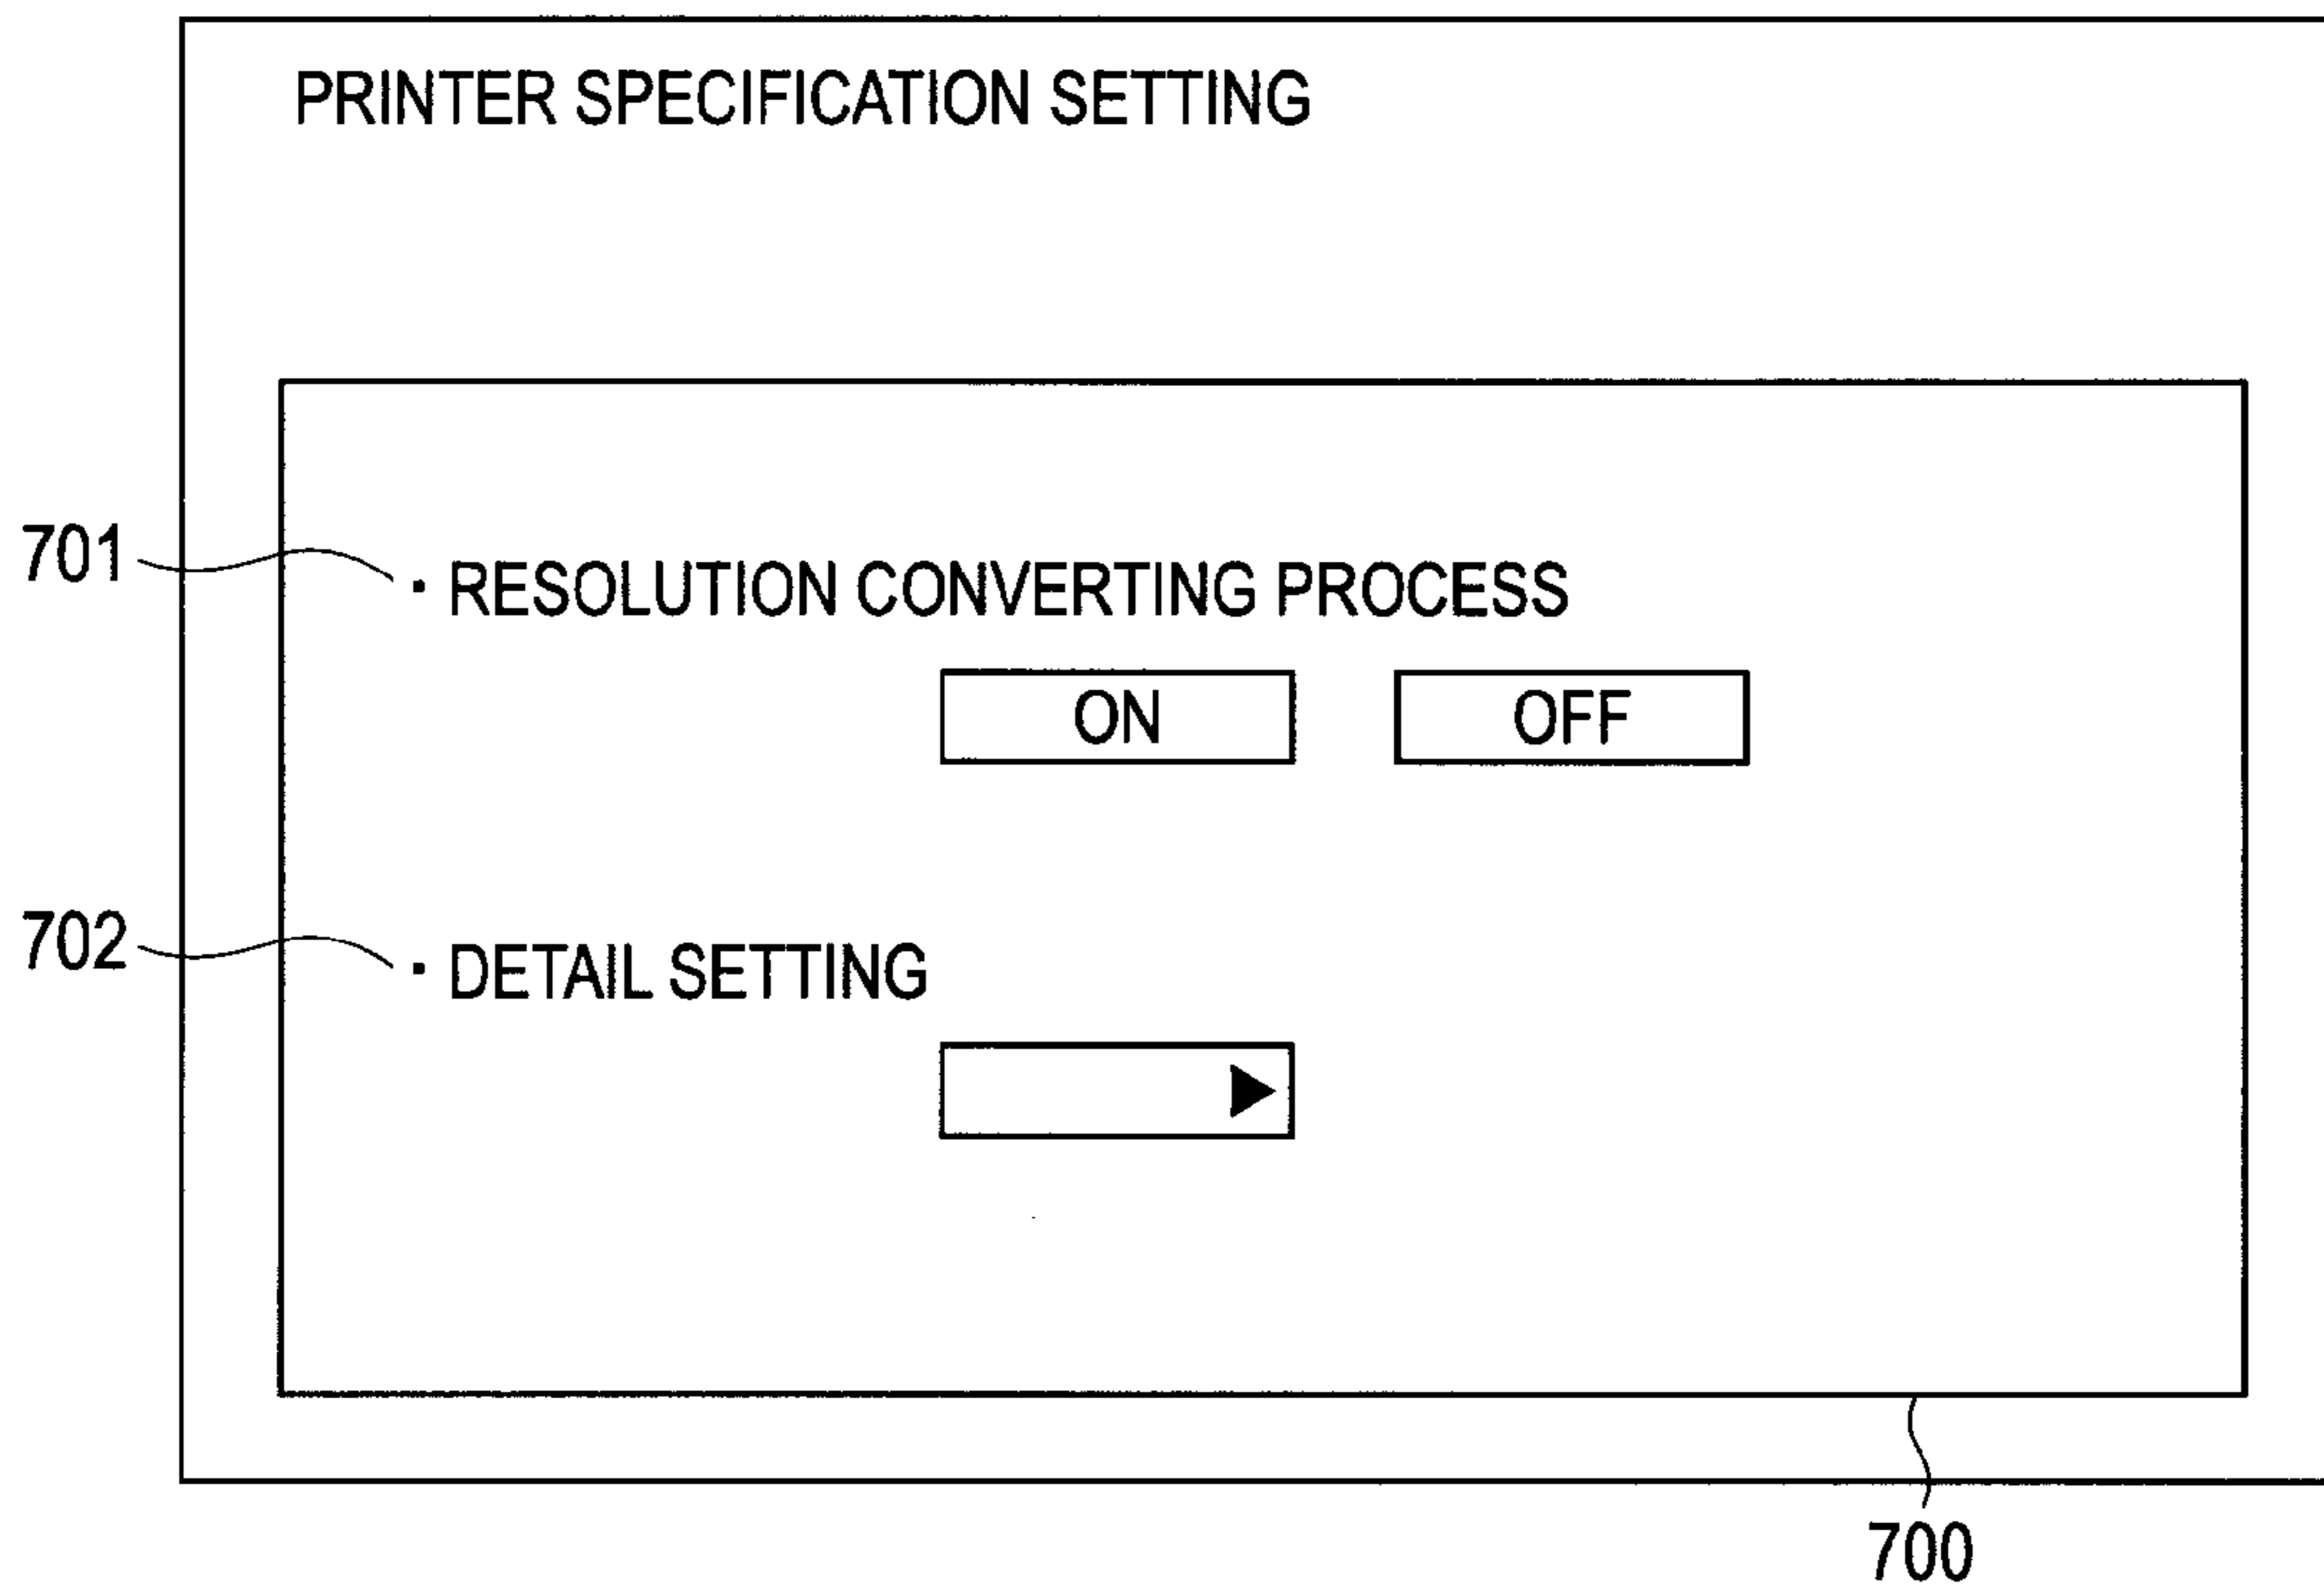 PRINTER SPECIFICATION SETTING
701
· RESOLUTION CONVERTING PROCESS
ON OFF
702
· DETAIL SETTING
700